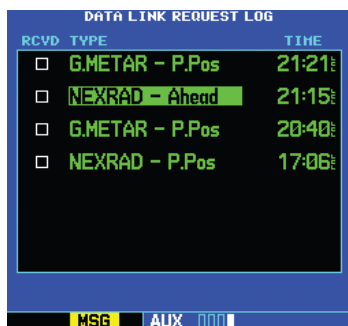 DATA LINK REQUEST LOG
RCVD TYPE TIME
G.METAR – P.Pos 21:21
NEXRAD – Ahead 21:15
G.METAR – P.Pos 20:40
NEXRAD – P.Pos 17:06
MSG AUX